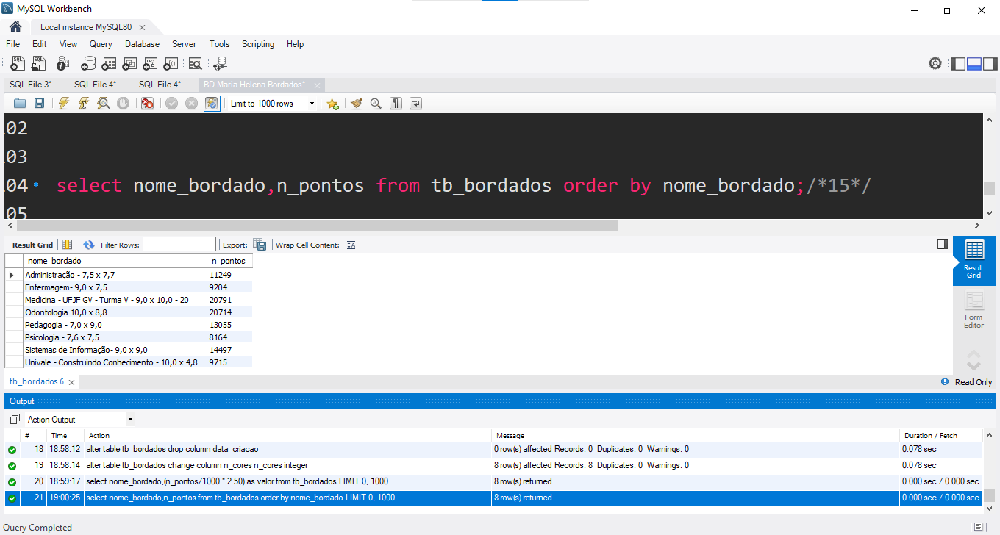 MySQL Workbench
Local instance MySQL80
File Edit View Query Database Server Tools Scripting Help
SQL File 3* SQL File 4* SQL File 4* BD Maria Helena Bordados*
Limit to 1000 rows
02
03
04 select nome_bordado,n_pontos from tb_bordados order by nome_bordado;/*15*/
05
Result Grid Filter Rows: Export: Wrap Cell Content:
nome_bordado n_pontos
Administração - 7,5 x 7,7 11249
Enfermagem- 9,0 x 7,5 9204
Medicina - UFJF GV - Turma V - 9,0 x 10,0 - 20 20791
Odontologia 10,0 x 8,8 20714
Pedagogia - 7,0 x 9,0 13055
Psicologia - 7,6 x 7,5 8164
Sistemas de Informação- 9,0 x 9,0 14497
Univale - Construindo Conhecimento - 10,0 x 4,8 9715
Result
Grid
Form
Editor
tb_bordados 6 Read Only
Output
Action Output
# Time Action Message Duration / Fetch
18 18:58:12 alter table tb_bordados drop column data_criacao 0 row(s) affected Records: 0 Duplicates: 0 Warnings: 0 0.078 sec
19 18:58:14 alter table tb_bordados change column n_cores n_cores integer 8 row(s) affected Records: 8 Duplicates: 0 Warnings: 0 0.078 sec
20 18:59:17 select nome_bordado,(n_pontos/1000 * 2.50) as valor from tb_bordados LIMIT 0, 1000 8 row(s) returned 0.000 sec / 0.000 sec
21 19:00:25 select nome_bordado,n_pontos from tb_bordados order by nome_bordado LIMIT 0, 1000 8 row(s) returned 0.000 sec / 0.000 sec
Query Completed